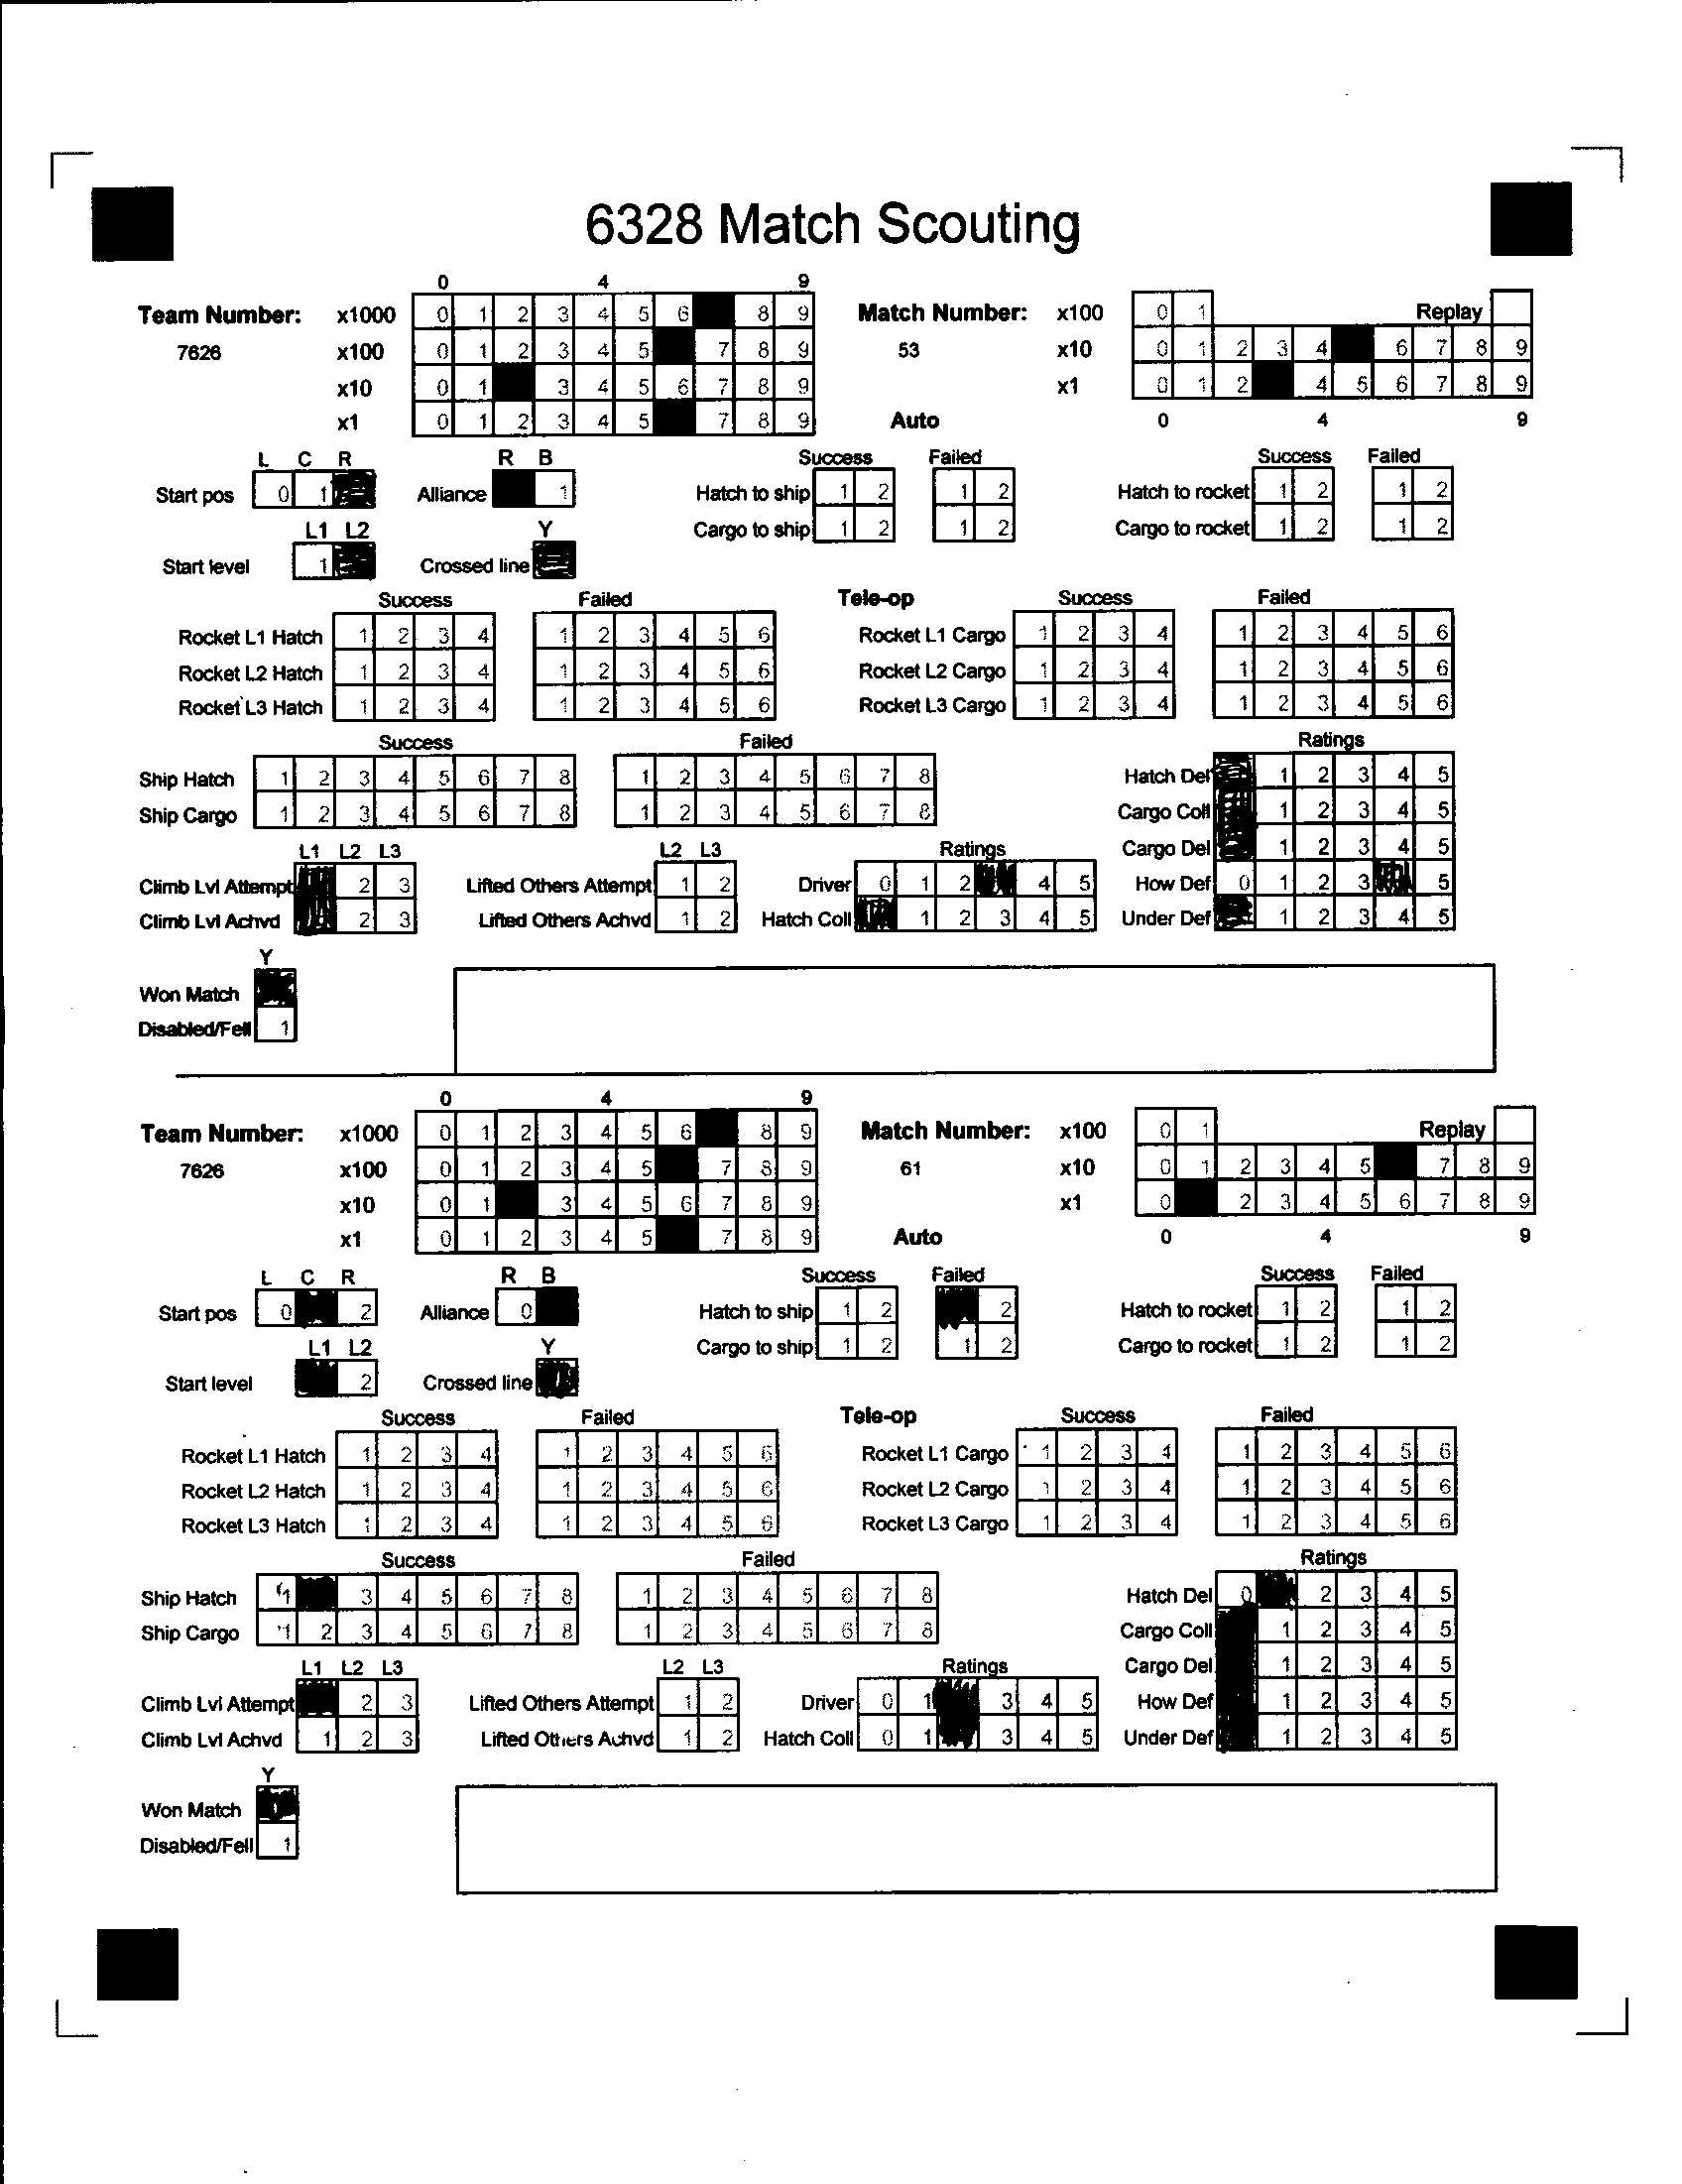 6328 Match Scouting
0 4 9
Team Number: x1000 0 1 2 3 4 5 6 8 9 Match Number: x100 0 1 Replay
7626 x100 0 1 2 3 4 5 7 8 9 53 x10 0 1 2 3 4 6 7 8 9
x10 0 1 3 4 5 6 7 8 9 x1 0 1 2 4 5 6 7 8 9
x1 0 1 2 3 4 5 7 8 9 Auto 0 4 9
L C R R B Success Failed Success Failed
Start pos 0 1 Alliance 1 Hatch to ship 1 2 1 2 Hatch to rocket 1 2 1 2
L1 L2 Y Cargo to ship 1 2 1 2 Cargo to rocket 1 2 1 2
Start level 1 Crossed line
Success Failed Tele-op Success Failed
Rocket L1 Hatch 1 2 3 4 1 2 3 4 5 6 Rocket L1 Cargo 1 2 3 4 1 2 3 4 5 6
Rocket L2 Hatch 1 2 3 4 1 2 3 4 5 6 Rocket L2 Cargo 1 2 3 4 1 2 3 4 5 6
Rocket L3 Hatch 1 2 3 4 1 2 3 4 5 6 Rocket L3 Cargo 1 2 3 4 1 2 3 4 5 6
Success Failed Ratings
Ship Hatch 1 2 3 4 5 6 7 8 1 2 3 4 5 6 7 8 Hatch Del 1 2 3 4 5
Ship Cargo 1 2 3 4 5 6 7 8 1 2 3 4 5 6 7 8 Cargo Coll 1 2 3 4 5
L1 L2 L3 L2 L3 Ratings Cargo Del 1 2 3 4 5
Climb Lvl Attempt 2 3 Lifted Others Attempt 1 2 Driver 0 1 2 4 5 How Def 0 1 2 3 5
Climb Lvl Achvd 2 3 Lifted Others Achvd 1 2 Hatch Coll 1 2 3 4 5 Under Def 1 2 3 4 5
Y
Won Match
Disabled/Fell 1
0 4 9
Team Number: x1000 0 1 2 3 4 5 6 8 9 Match Number: x100 0 1 Replay
7626 x100 0 1 2 3 4 5 7 8 9 61 x10 0 1 2 3 4 5 7 8 9
x10 0 1 3 4 5 6 7 8 9 x1 0 2 3 4 5 6 7 8 9
x1 0 1 2 3 4 5 7 8 9 Auto 0 4 9
L C R R B Success Failed Success Failed
Start pos 0 2 Alliance 0 Hatch to ship 1 2 2 Hatch to rocket 1 2 1 2
L1 L2 Y Cargo to ship 1 2 1 2 Cargo to rocket 1 2 1 2
Start level 2 Crossed line
Success Failed Tele-op Success Failed
Rocket L1 Hatch 1 2 3 4 1 2 3 4 5 6 Rocket L1 Cargo 1 2 3 4 1 2 3 4 5 6
Rocket L2 Hatch 1 2 3 4 1 2 3 4 5 6 Rocket L2 Cargo 1 2 3 4 1 2 3 4 5 6
Rocket L3 Hatch 1 2 3 4 1 2 3 4 5 6 Rocket L3 Cargo 1 2 3 4 1 2 3 4 5 6
Success Failed Ratings
Ship Hatch 1 3 4 5 6 7 8 1 2 3 4 5 6 7 8 Hatch Del 0 2 3 4 5
Ship Cargo 1 2 3 4 5 6 7 8 1 2 3 4 5 6 7 8 Cargo Coll 1 2 3 4 5
L1 L2 L3 L2 L3 Ratings Cargo Del 1 2 3 4 5
Climb Lvl Attempt 2 3 Lifted Others Attempt 1 2 Driver 0 1 3 4 5 How Def 1 2 3 4 5
Climb Lvl Achvd 1 2 3 Lifted Others Achvd 1 2 Hatch Coll 0 1 3 4 5 Under Def 1 2 3 4 5
Y
Won Match
Disabled/Fell 1